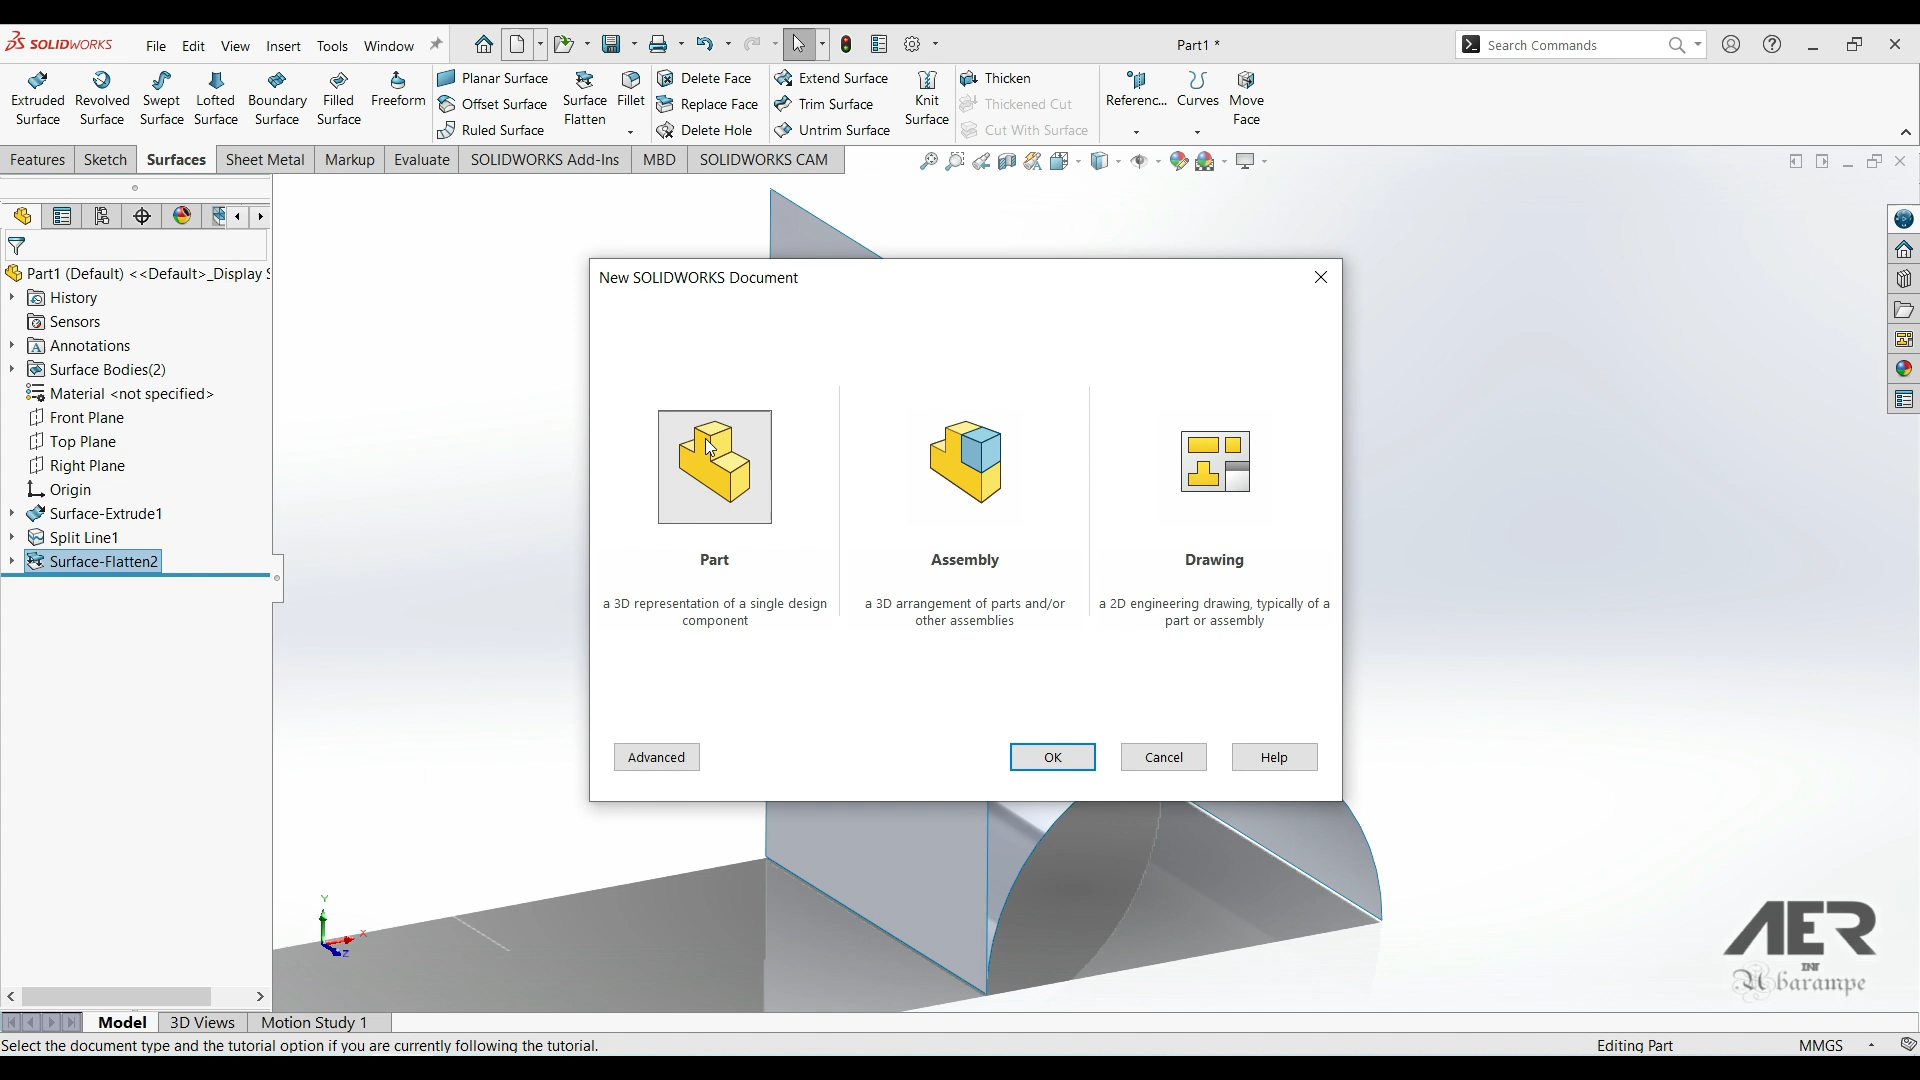 SOLIDWORKS
File Edit View Insert Tools Window
Part1 *
Search Commands
Extruded Surface
Revolved Surface
Swept Surface
Lofted Surface
Boundary Surface
Filled Surface
Freeform
Planar Surface
Offset Surface
Ruled Surface
Surface Flatten
Fillet
Delete Face
Replace Face
Delete Hole
Extend Surface
Trim Surface
Untrim Surface
Knit Surface
Thicken
Thickened Cut
Cut With Surface
Referenc...
Curves
Move Face
Features Sketch Surfaces Sheet Metal Markup Evaluate SOLIDWORKS Add-Ins MBD SOLIDWORKS CAM
Part1 (Default) <<Default>_Display S
History
Sensors
Annotations
Surface Bodies(2)
Material <not specified>
Front Plane
Top Plane
Right Plane
Origin
Surface-Extrude1
Split Line1
Surface-Flatten2
New SOLIDWORKS Document
Part
a 3D representation of a single design
component
Assembly
a 3D arrangement of parts and/or
other assemblies
Drawing
a 2D engineering drawing, typically of a
part or assembly
Advanced OK Cancel Help
Y
X
Z
AER
INT
Abarampe
Model 3D Views Motion Study 1
Select the document type and the tutorial option if you are currently following the tutorial.
Editing Part MMGS